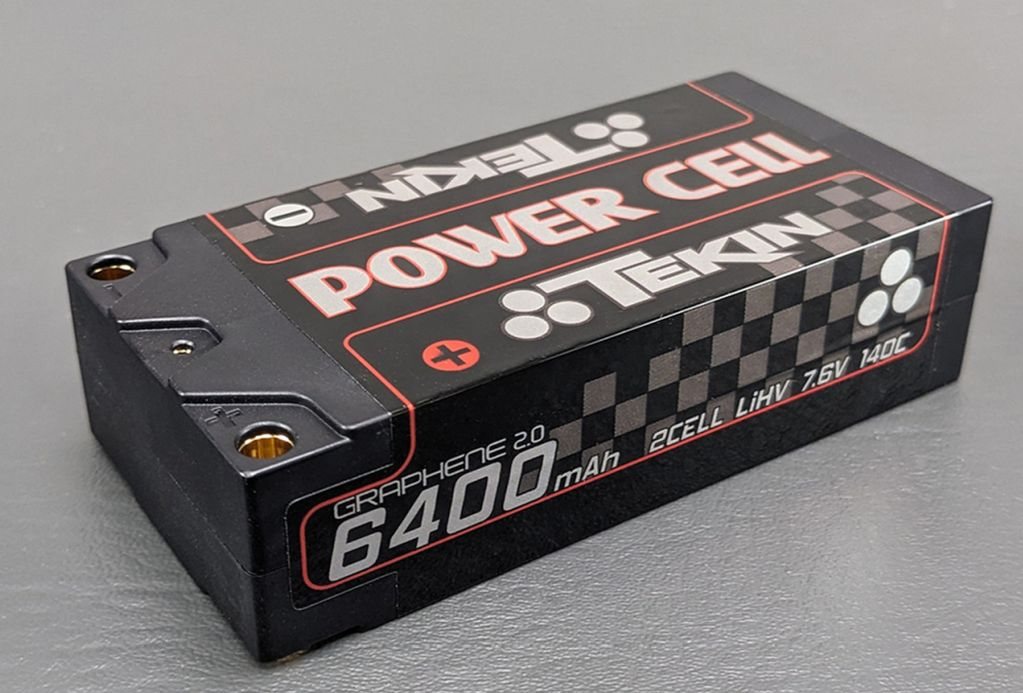 TEKIN
−
POWER CELL
TEKIN
+
GRAPHENE 2.0
6400mAh 2CELL LiHV 7.6V 140C